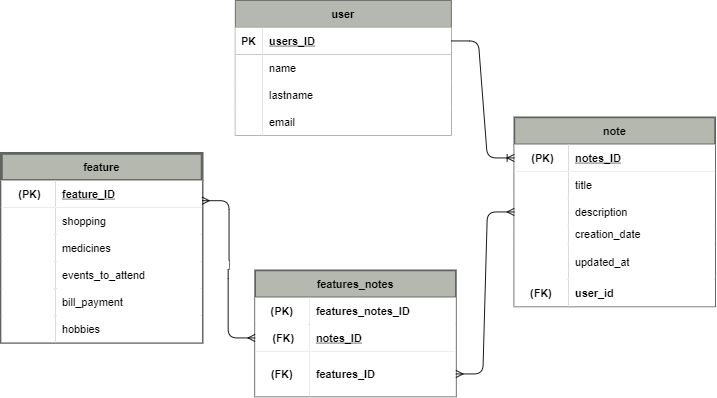 user
PK users_ID
name
lastname
email
note
(PK) notes_ID
title
description
creation_date
updated_at
(FK) user_id
feature
(PK) feature_ID
shopping
medicines
events_to_attend
bill_payment
hobbies
features_notes
(PK) features_notes_ID
(FK) notes_ID
(FK) features_ID